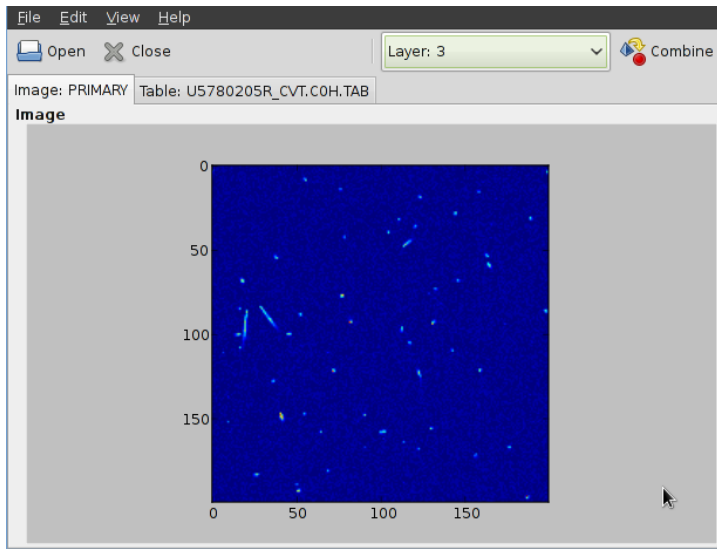 File Edit View Help
Open Close Layer: 3 Combine
Image: PRIMARY Table: U5780205R_CVT.C0H.TAB
Image
0
50
100
150
0 50 100 150